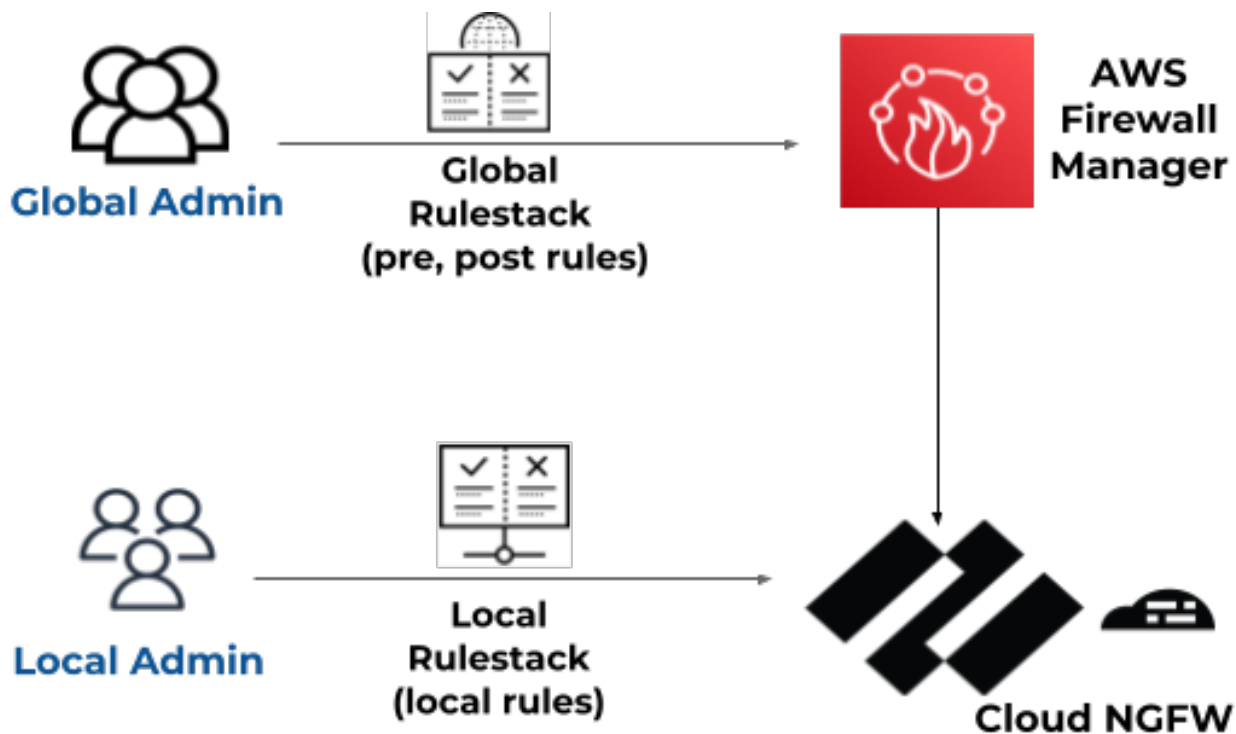 Global Admin
Global
Rulestack
(pre, post rules)
AWS
Firewall
Manager
Local Admin
Local
Rulestack
(local rules)
Cloud NGFW